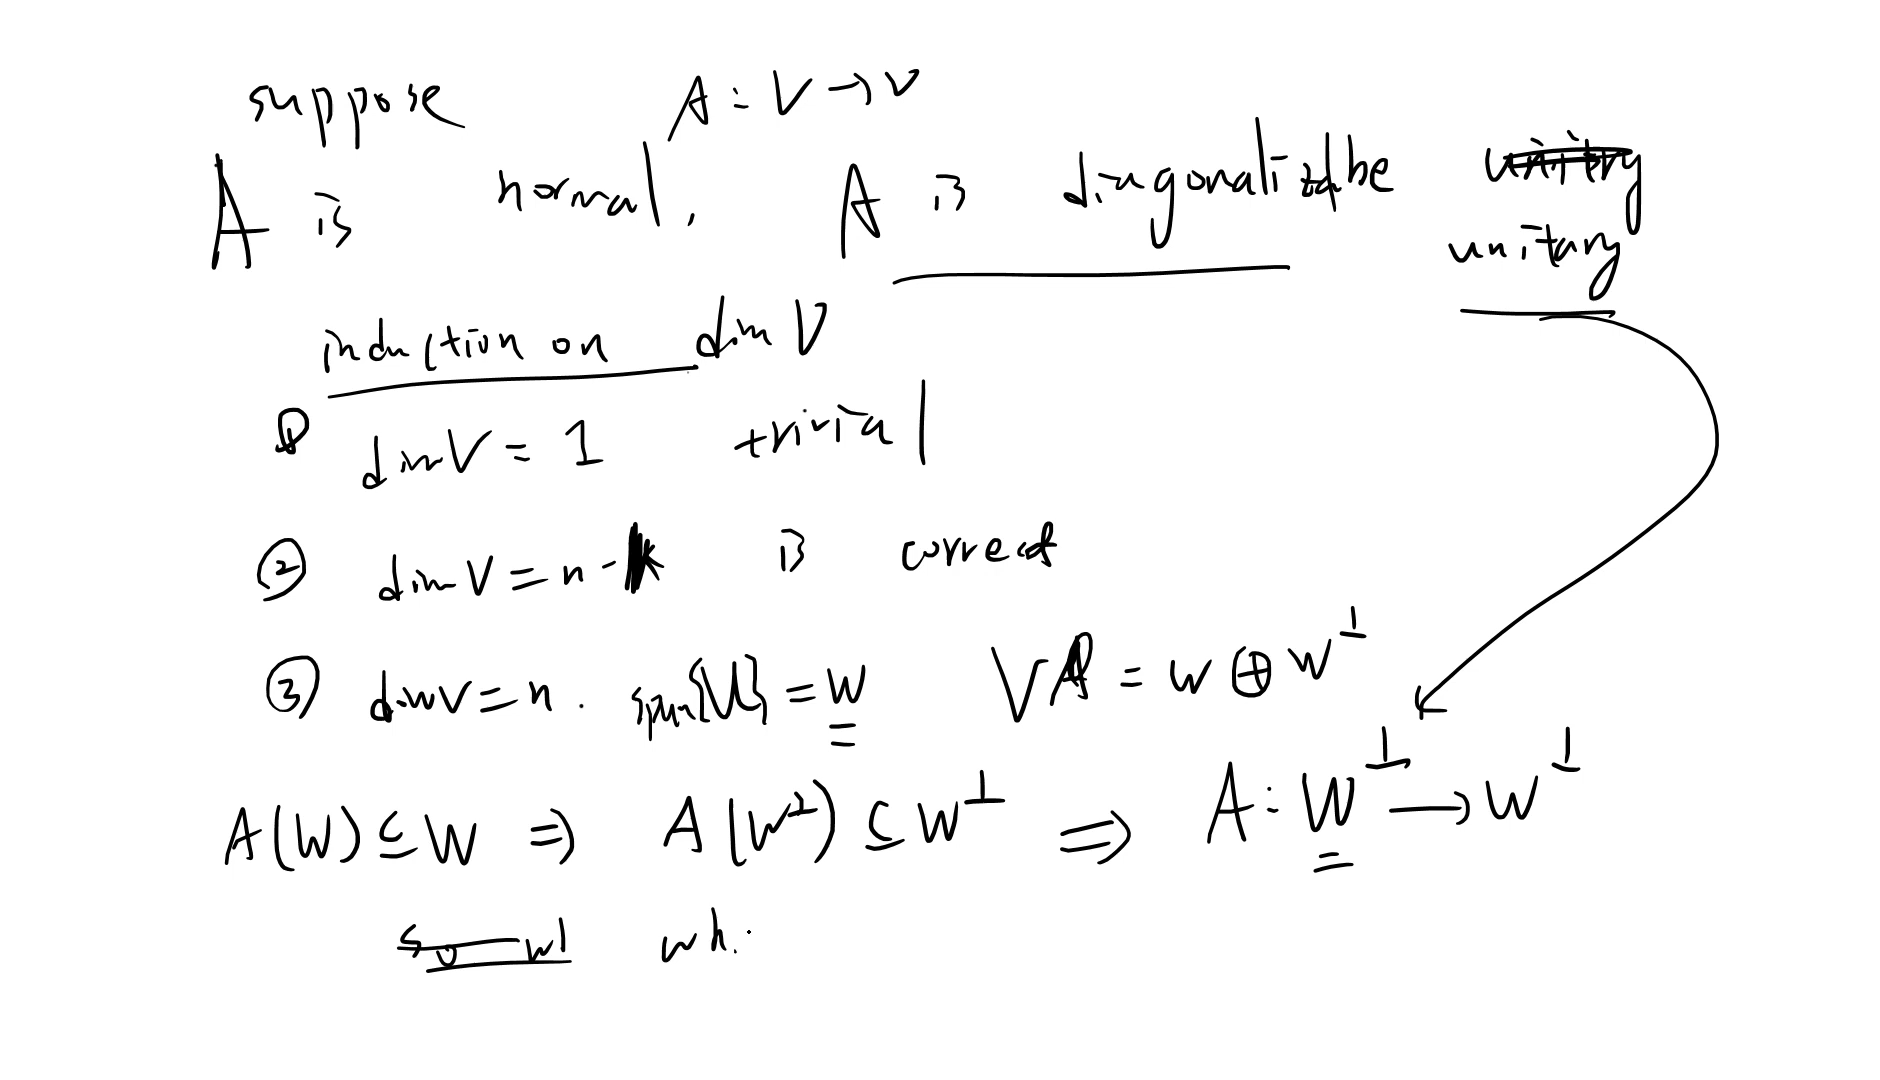 suppose A : V → V
A is normal, A is diagonalizable
unitary
induction on dim V
① dim V = 1 trivial
② dim V = n - k is correct
③ dim V = n . span{V} = W V = W ⊕ W^⊥
A(W) ⊆ W ⇒ A(W^⊥) ⊆ W^⊥ ⇒ A : W^⊥ → W^⊥